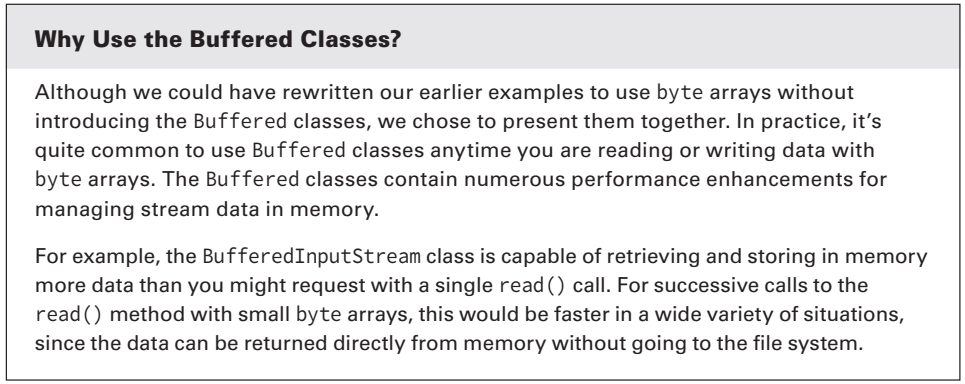 Why Use the Buffered Classes?
Although we could have rewritten our earlier examples to use byte arrays without
introducing the Buffered classes, we chose to present them together. In practice, it's
quite common to use Buffered classes anytime you are reading or writing data with
byte arrays. The Buffered classes contain numerous performance enhancements for
managing stream data in memory.
For example, the BufferedInputStream class is capable of retrieving and storing in memory
more data than you might request with a single read() call. For successive calls to the
read() method with small byte arrays, this would be faster in a wide variety of situations,
since the data can be returned directly from memory without going to the file system.